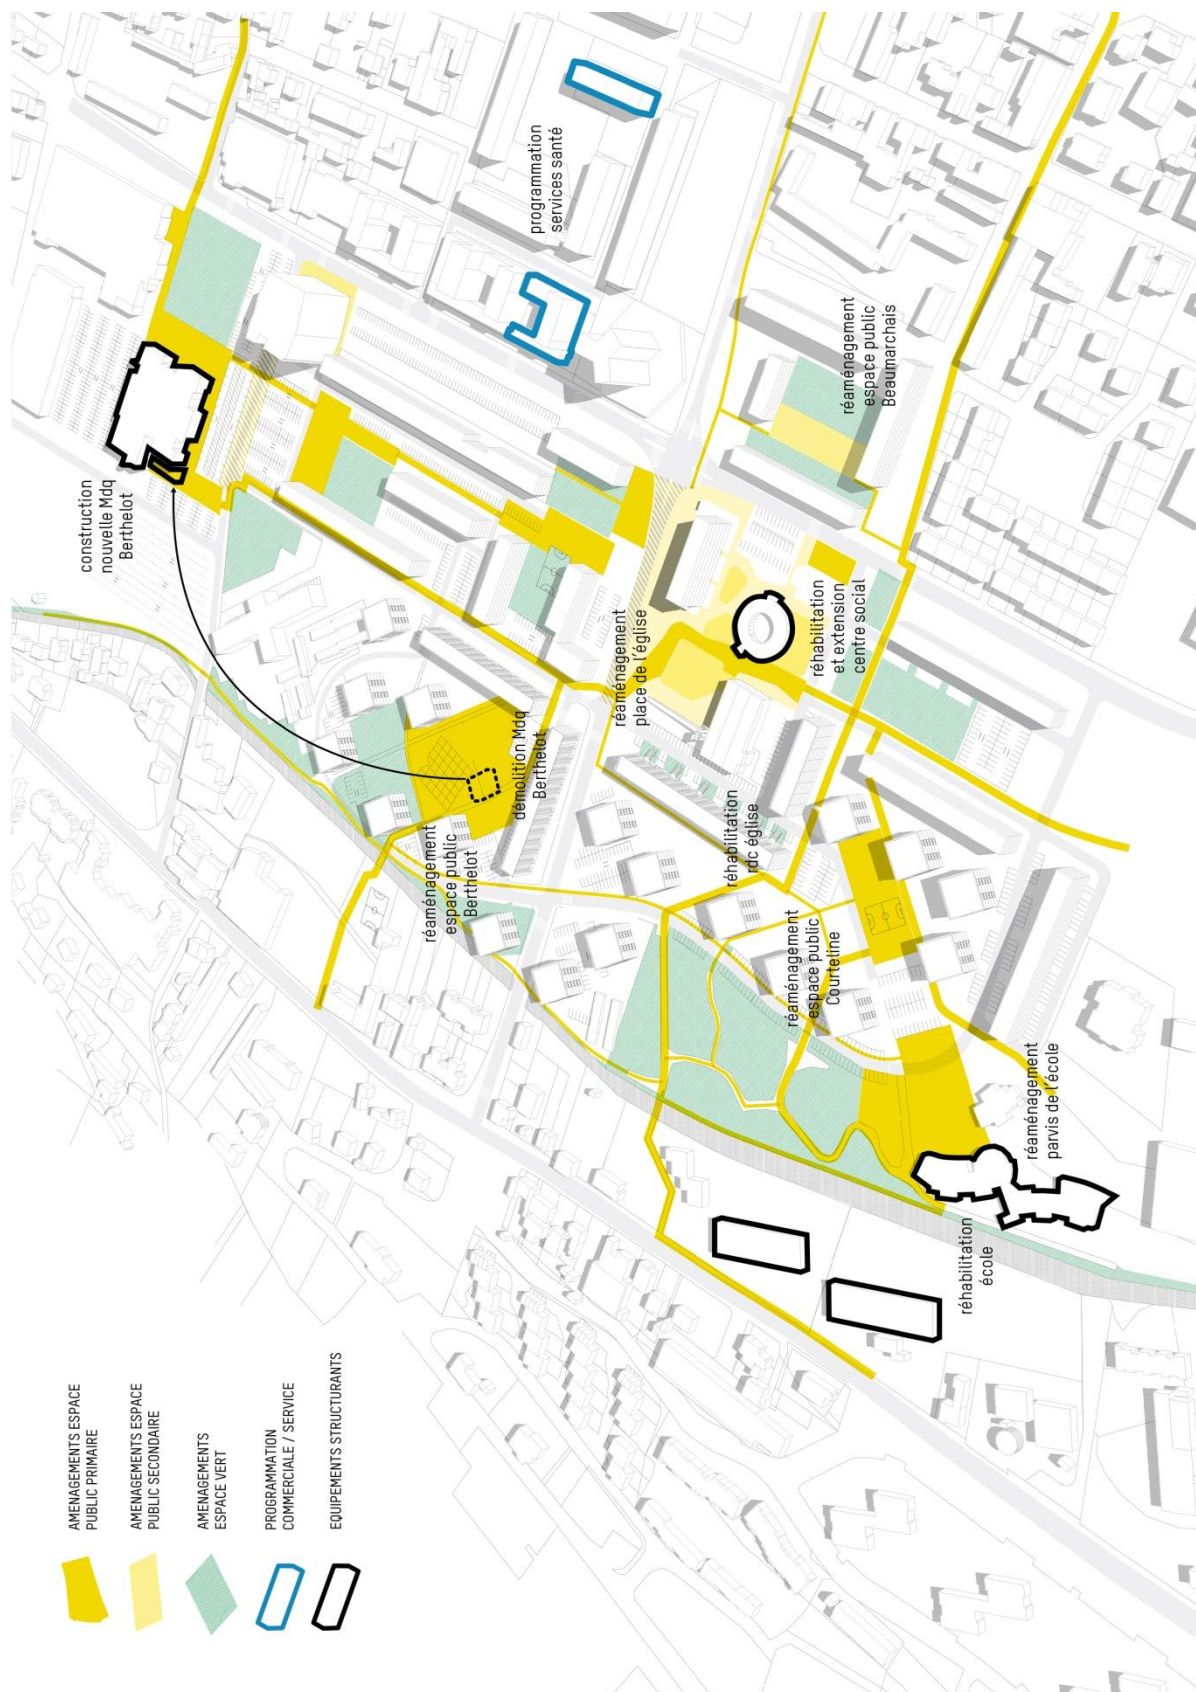 AMENAGEMENTS ESPACE
PUBLIC PRIMAIRE
AMENAGEMENTS ESPACE
PUBLIC SECONDAIRE
AMENAGEMENTS
ESPACE VERT
PROGRAMMATION
COMMERCIALE / SERVICE
EQUIPEMENTS STRUCTURANTS
construction
nouvelle Mdq
Berthelot
réaménagement
espace public
Berthelot
démolition Mdq
Berthelot
programmation
services santé
réaménagement
place de l'église
réhabilitation
rdc église
réaménagement
espace public
Courteline
réhabilitation
et extension
centre social
réaménagement
espace public
Beaumarchais
réhabilitation
école
réaménagement
parvis de l'école